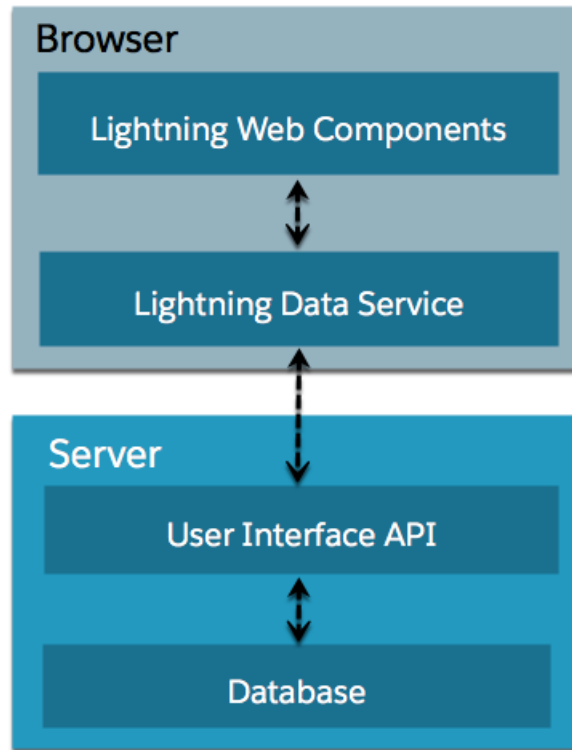 Browser
Lightning Web Components
Lightning Data Service
Server
User Interface API
Database